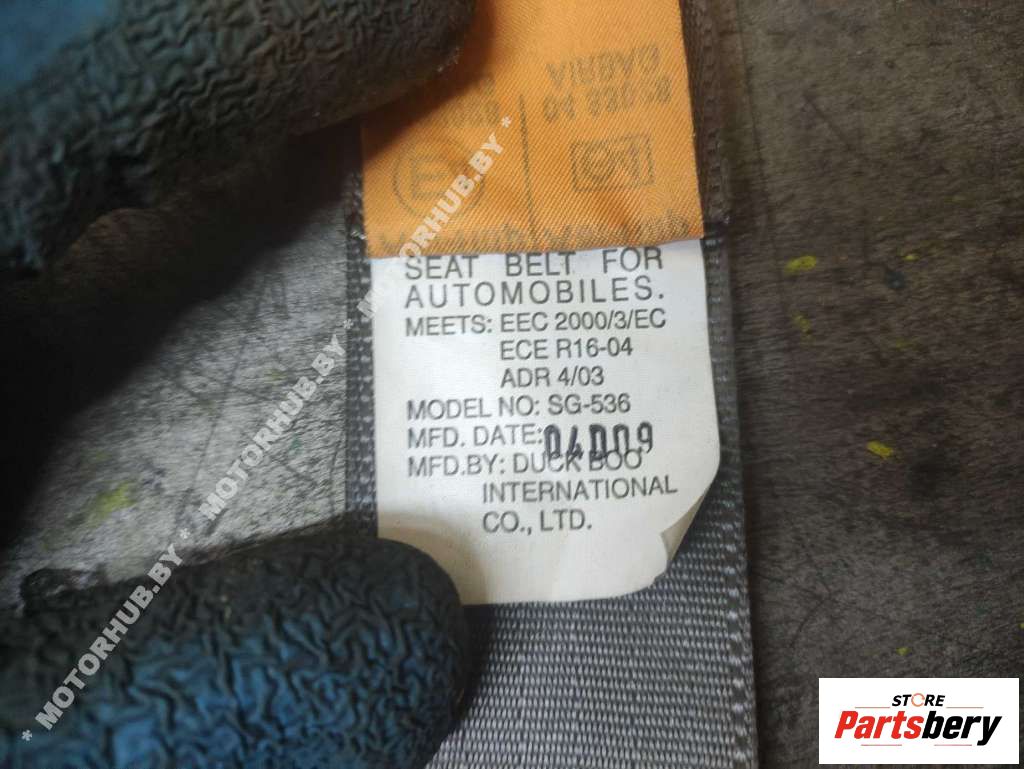 SEAT BELT FOR
AUTOMOBILES.
MEETS: EEC 2000/3/EC
ECE R16-04
ADR 4/03
MODEL NO: SG-536
MFD. DATE: 04D09
MFD.BY: DUCK BOO
INTERNATIONAL
CO., LTD.
* MOTORHUB.BY * MOTORHUB.BY * MOTORHUB.BY *
STORE
Partsbery